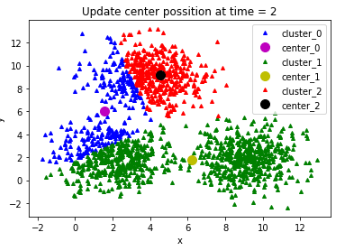 Update center possition at time = 2
cluster_0
center_0
cluster_1
center_1
cluster_2
center_2
12
10
8
6
4
2
0
−2
y
−2 0 2 4 6 8 10 12
x